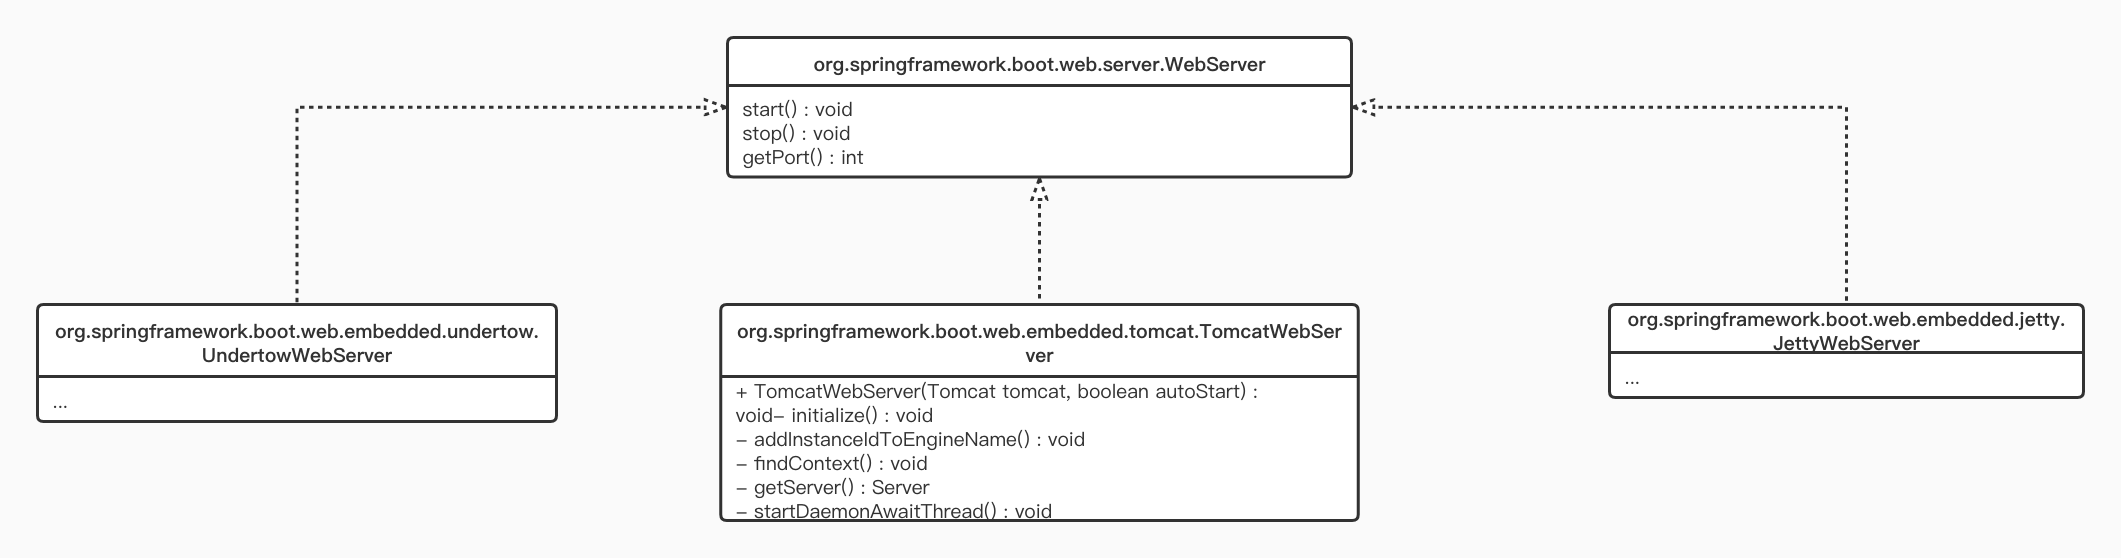 org.springframework.boot.web.server.WebServer
start() : void
stop() : void
getPort() : int
org.springframework.boot.web.embedded.undertow.
UndertowWebServer
...
org.springframework.boot.web.embedded.tomcat.TomcatWebSer
ver
+ TomcatWebServer(Tomcat tomcat, boolean autoStart) :
void– initialize() : void
– addInstanceIdToEngineName() : void
– findContext() : void
– getServer() : Server
– startDaemonAwaitThread() : void
org.springframework.boot.web.embedded.jetty.
JettyWebServer
...